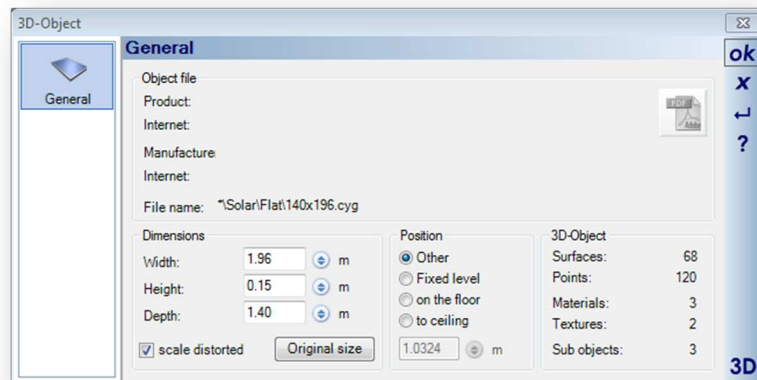 3D-Object
General
General
ok
x
?
3D
Object file
Product:
Internet:
Manufacture
Internet:
File name: *\Solar\Flat\140x196.cyg
PDF
Adobe
Dimensions
Width: 1.96 m
Height: 0.15 m
Depth: 1.40 m
scale distorted
Original size
Position
Other
Fixed level
on the floor
to ceiling
1.0324 m
3D-Object
Surfaces: 68
Points: 120
Materials: 3
Textures: 2
Sub objects: 3